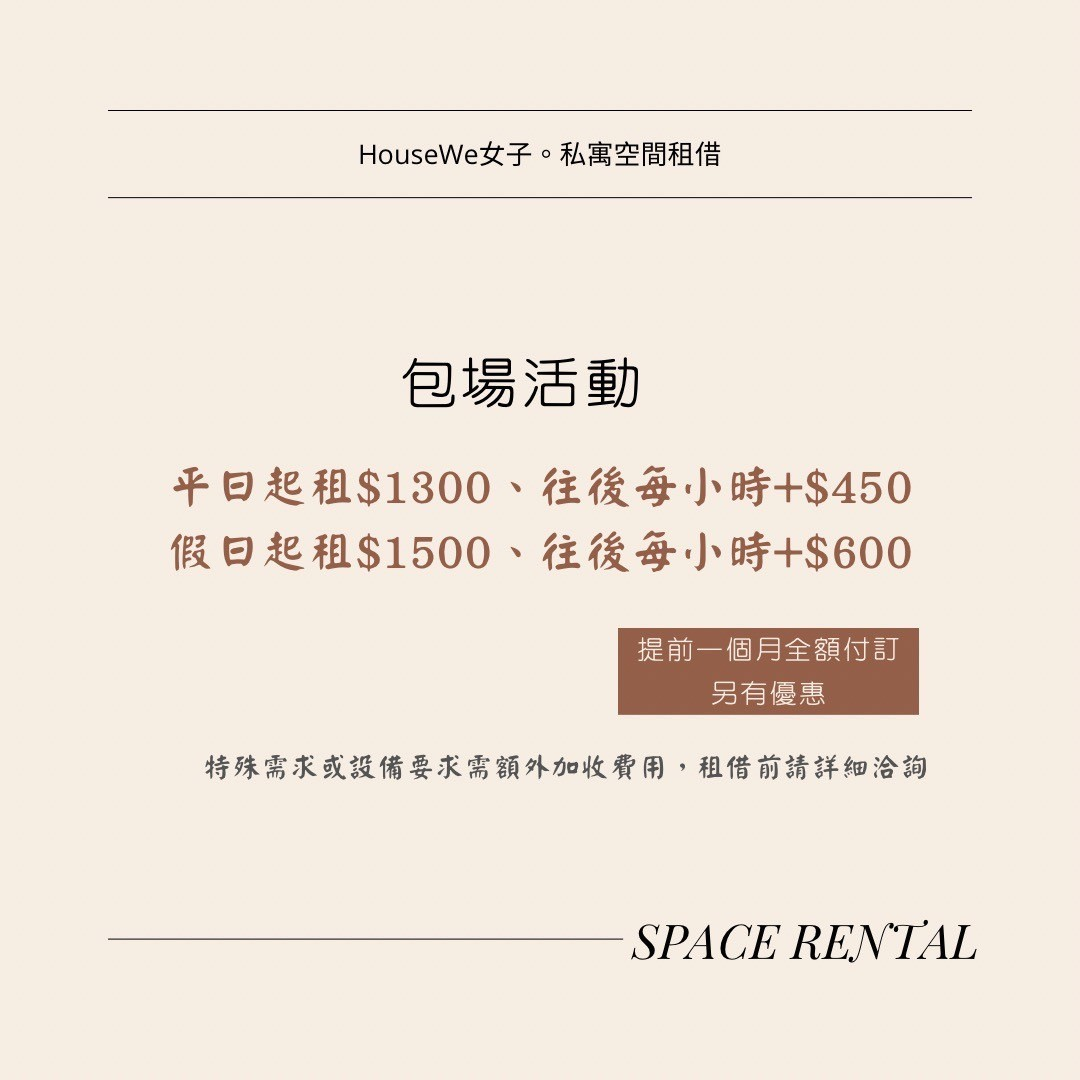 HouseWe女子。私寓空間租借
包場活動
平日起租$1300、往後每小時+$450
假日起租$1500、往後每小時+$600
提前一個月全額付訂
另有優惠
特殊需求或設備要求需額外加收費用，租借前請詳細洽詢
SPACE RENTAL